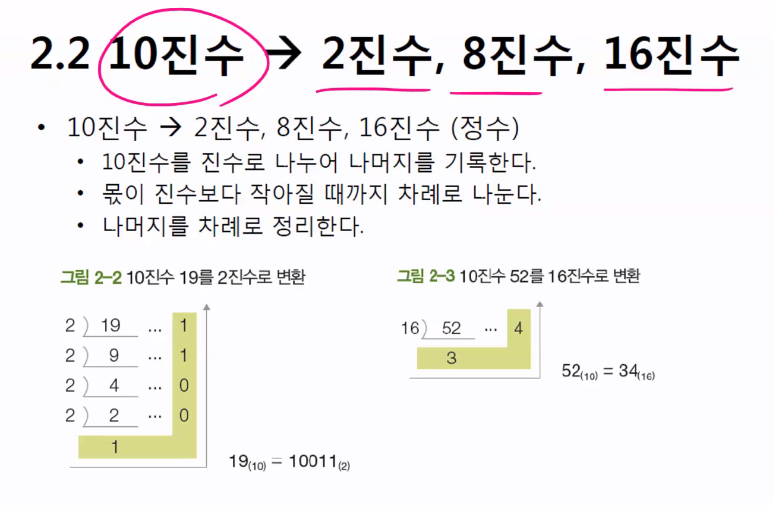 2.2 10진수 → 2진수, 8진수, 16진수
• 10진수 → 2진수, 8진수, 16진수 (정수)
• 10진수를 진수로 나누어 나머지를 기록한다.
• 몫이 진수보다 작아질 때까지 차례로 나눈다.
• 나머지를 차례로 정리한다.
그림 2-2 10진수 19를 2진수로 변환
2) 19 ... 1
2) 9 ... 1
2) 4 ... 0
2) 2 ... 0
1
19(10) = 10011(2)
그림 2-3 10진수 52를 16진수로 변환
16) 52 ... 4
3
52(10) = 34(16)